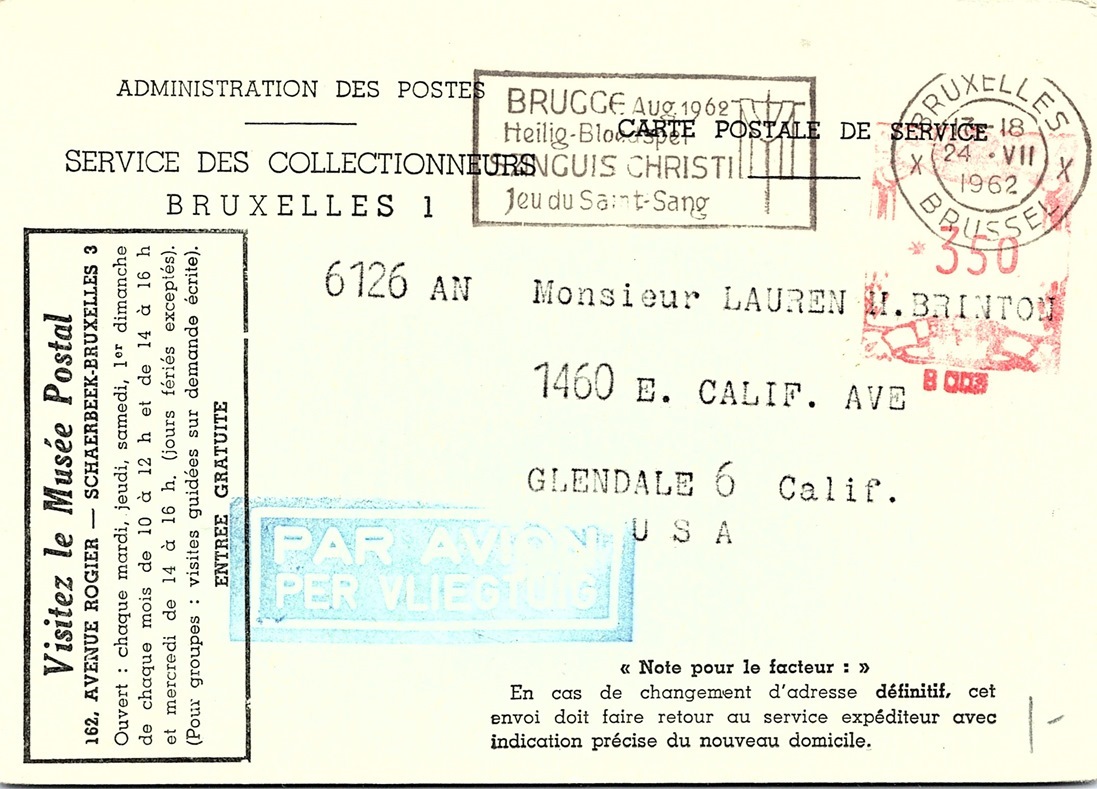 ADMINISTRATION DES POSTES
SERVICE DES COLLECTIONNEURS
BRUXELLES 1
BRUGGE Aug. 1962
Heilig-Bloedspel
SANGUIS CHRISTI
Jeu du Saint-Sang
CARTE POSTALE DE SERVICE
BRUXELLES
13-18
24 • VII
1962
X X
BRUSSEL
*350
B 003
6126 AN Monsieur LAUREN H. BRINTON
1460 E. CALIF. AVE
GLENDALE 6 Calif.
U S A
PAR AVION
PER VLIEGTUIG
Visitez le Musée Postal
162, AVENUE ROGIER — SCHAERBEEK-BRUXELLES 3
Ouvert : chaque mardi, jeudi, samedi, 1er dimanche
de chaque mois de 10 à 12 h et de 14 à 16 h
et mercredi de 14 à 16 h. (jours fériés exceptés).
(Pour groupes : visites guidées sur demande écrite).
ENTREE GRATUITE
« Note pour le facteur : »
En cas de changement d'adresse définitif, cet
envoi doit faire retour au service expéditeur avec
indication précise du nouveau domicile.